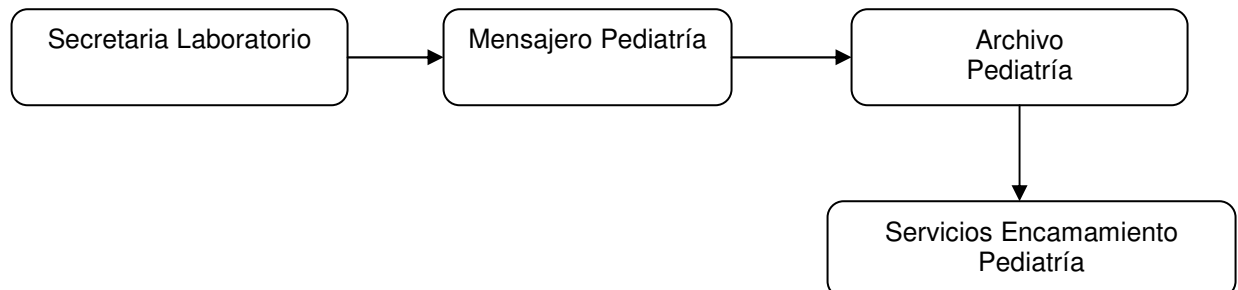 Secretaria Laboratorio
Mensajero Pediatría
Archivo
Pediatría
Servicios Encamamiento
Pediatría